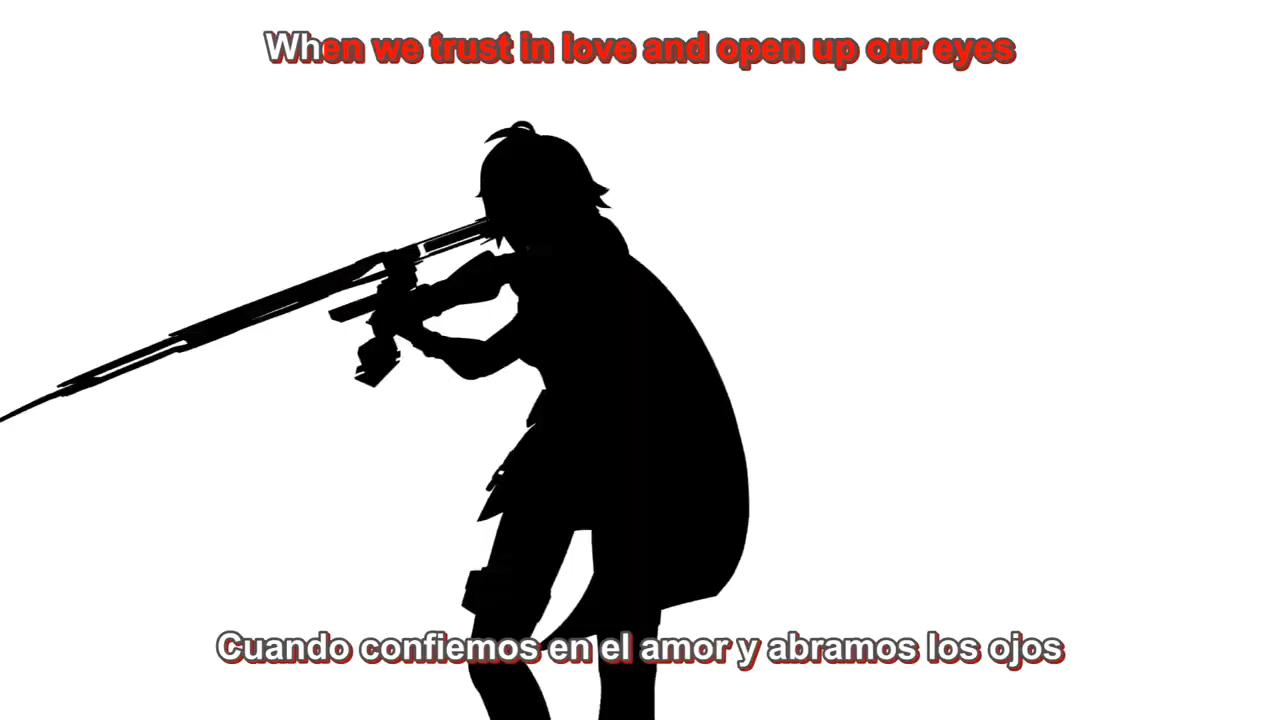 When we trust in love and open up our eyes
Cuando confiemos en el amor y abramos los ojos